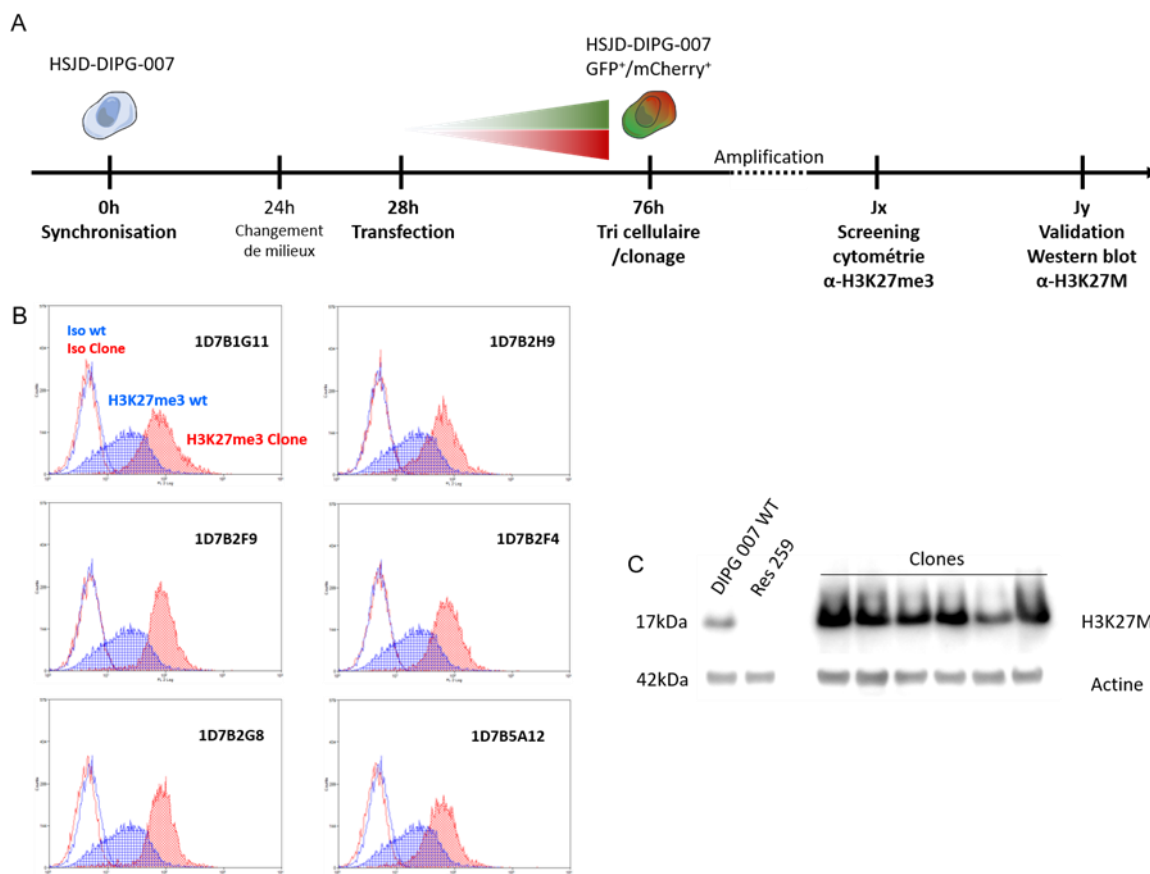 A
HSJD-DIPG-007
HSJD-DIPG-007
GFP⁺/mCherry⁺
Amplification
0h
Synchronisation
24h
Changement
de milieux
28h
Transfection
76h
Tri cellulaire
/clonage
Jx
Screening
cytométrie
α-H3K27me3
Jy
Validation
Western blot
α-H3K27M
B
Iso wt
Iso Clone
H3K27me3 wt
H3K27me3 Clone
1D7B1G11
1D7B2H9
1D7B2F9
1D7B2F4
1D7B2G8
1D7B5A12
C
DIPG 007 WT
Res 259
Clones
17kDa
H3K27M
42kDa
Actine